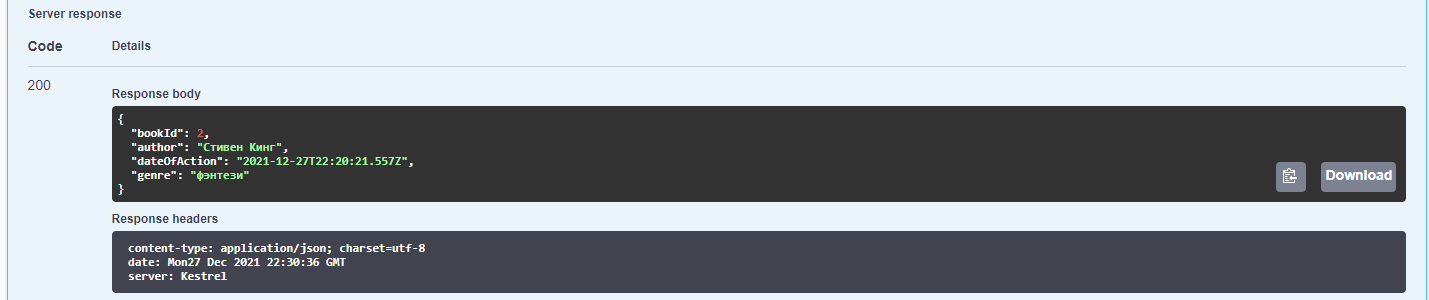 Server response
Code Details
200
Response body
{
"bookId": 2,
"author": "Стивен Кинг",
"dateOfAction": "2021-12-27T22:20:21.557Z",
"genre": "фэнтези"
}
Download
Response headers
content-type: application/json; charset=utf-8
date: Mon27 Dec 2021 22:30:36 GMT
server: Kestrel